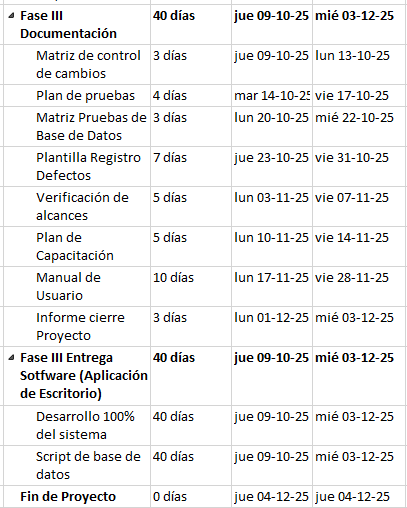 Fase III 40 días jue 09-10-25 mié 03-12-25
Documentación
Matriz de control 3 días jue 09-10-25 lun 13-10-25
de cambios
Plan de pruebas 4 días mar 14-10-25 vie 17-10-25
Matriz Pruebas de 3 días lun 20-10-25 mié 22-10-25
Base de Datos
Plantilla Registro 7 días jue 23-10-25 vie 31-10-25
Defectos
Verificación de 5 días lun 03-11-25 vie 07-11-25
alcances
Plan de 5 días lun 10-11-25 vie 14-11-25
Capacitación
Manual de 10 días lun 17-11-25 vie 28-11-25
Usuario
Informe cierre 3 días lun 01-12-25 mié 03-12-25
Proyecto
Fase III Entrega 40 días jue 09-10-25 mié 03-12-25
Sotfware (Aplicación
de Escritorio)
Desarrollo 100% 40 días jue 09-10-25 mié 03-12-25
del sistema
Script de base de 40 días jue 09-10-25 mié 03-12-25
datos
Fin de Proyecto 0 días jue 04-12-25 jue 04-12-25